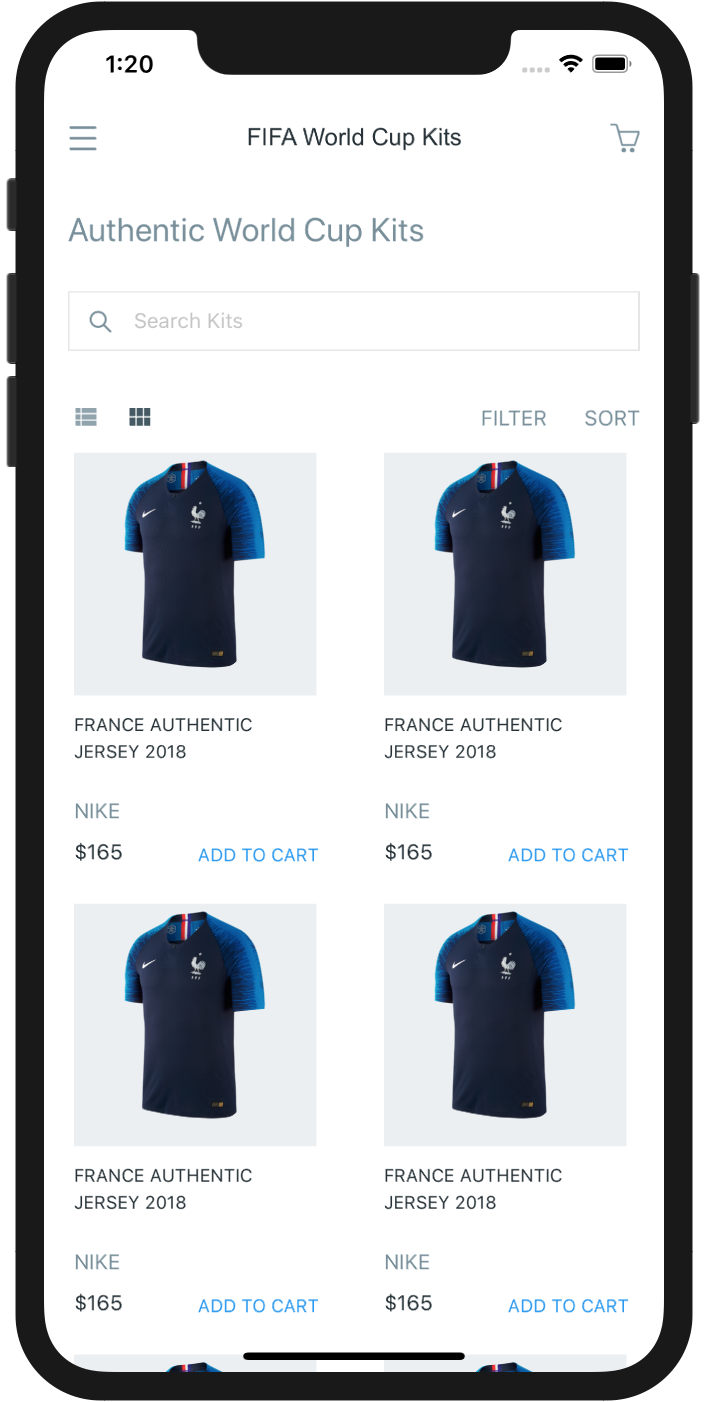 1:20
FIFA World Cup Kits
Authentic World Cup Kits
Search Kits
FILTER SORT
FRANCE AUTHENTIC
JERSEY 2018
NIKE
$165 ADD TO CART
FRANCE AUTHENTIC
JERSEY 2018
NIKE
$165 ADD TO CART
FRANCE AUTHENTIC
JERSEY 2018
NIKE
$165 ADD TO CART
FRANCE AUTHENTIC
JERSEY 2018
NIKE
$165 ADD TO CART